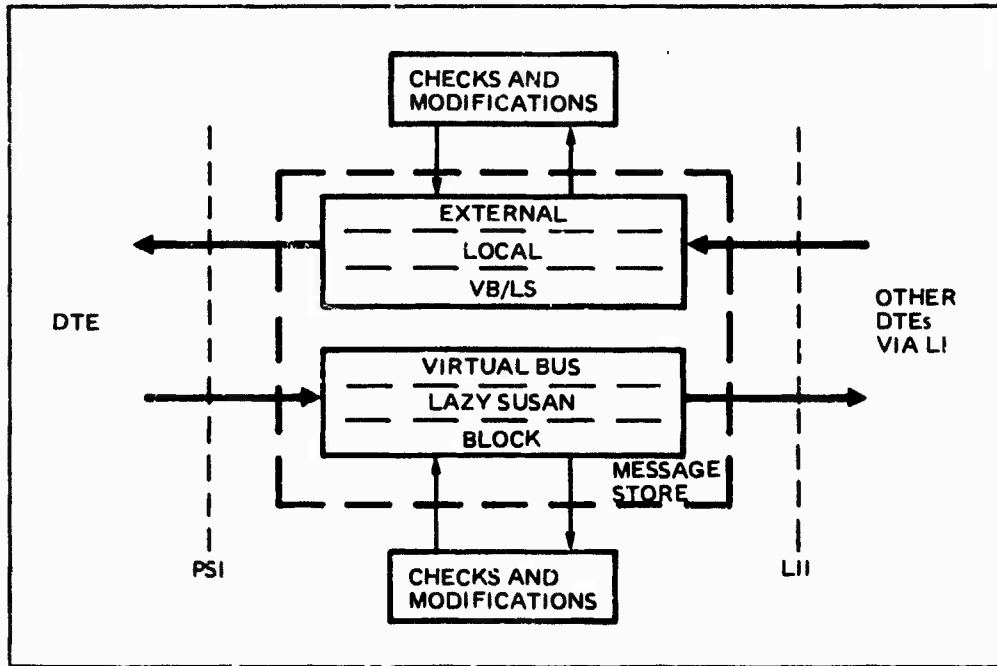 CHECKS AND
MODIFICATIONS
EXTERNAL
LOCAL
VB/LS
DTE
OTHER
DTEs
VIA LI
VIRTUAL BUS
LAZY SUSAN
BLOCK
MESSAGE
STORE
PSI
LII
CHECKS AND
MODIFICATIONS